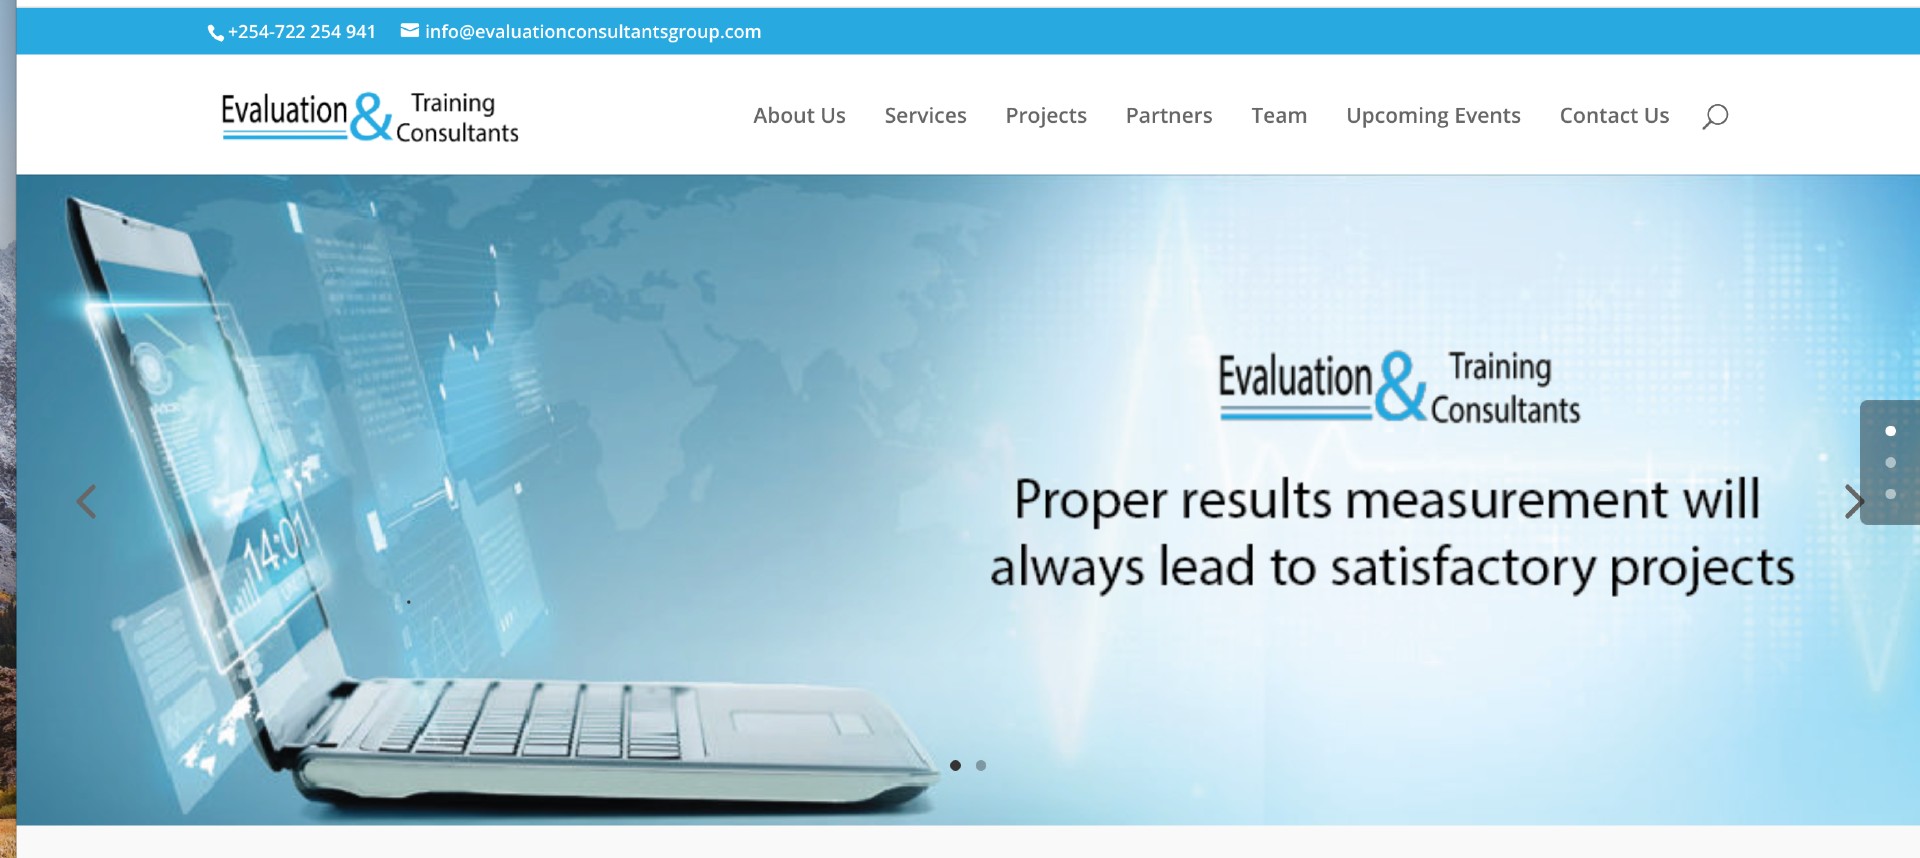 +254-722 254 941 info@evaluationconsultantsgroup.com
Evaluation & Training Consultants
About Us Services Projects Partners Team Upcoming Events Contact Us
Evaluation & Training Consultants
Proper results measurement will
always lead to satisfactory projects
14:01